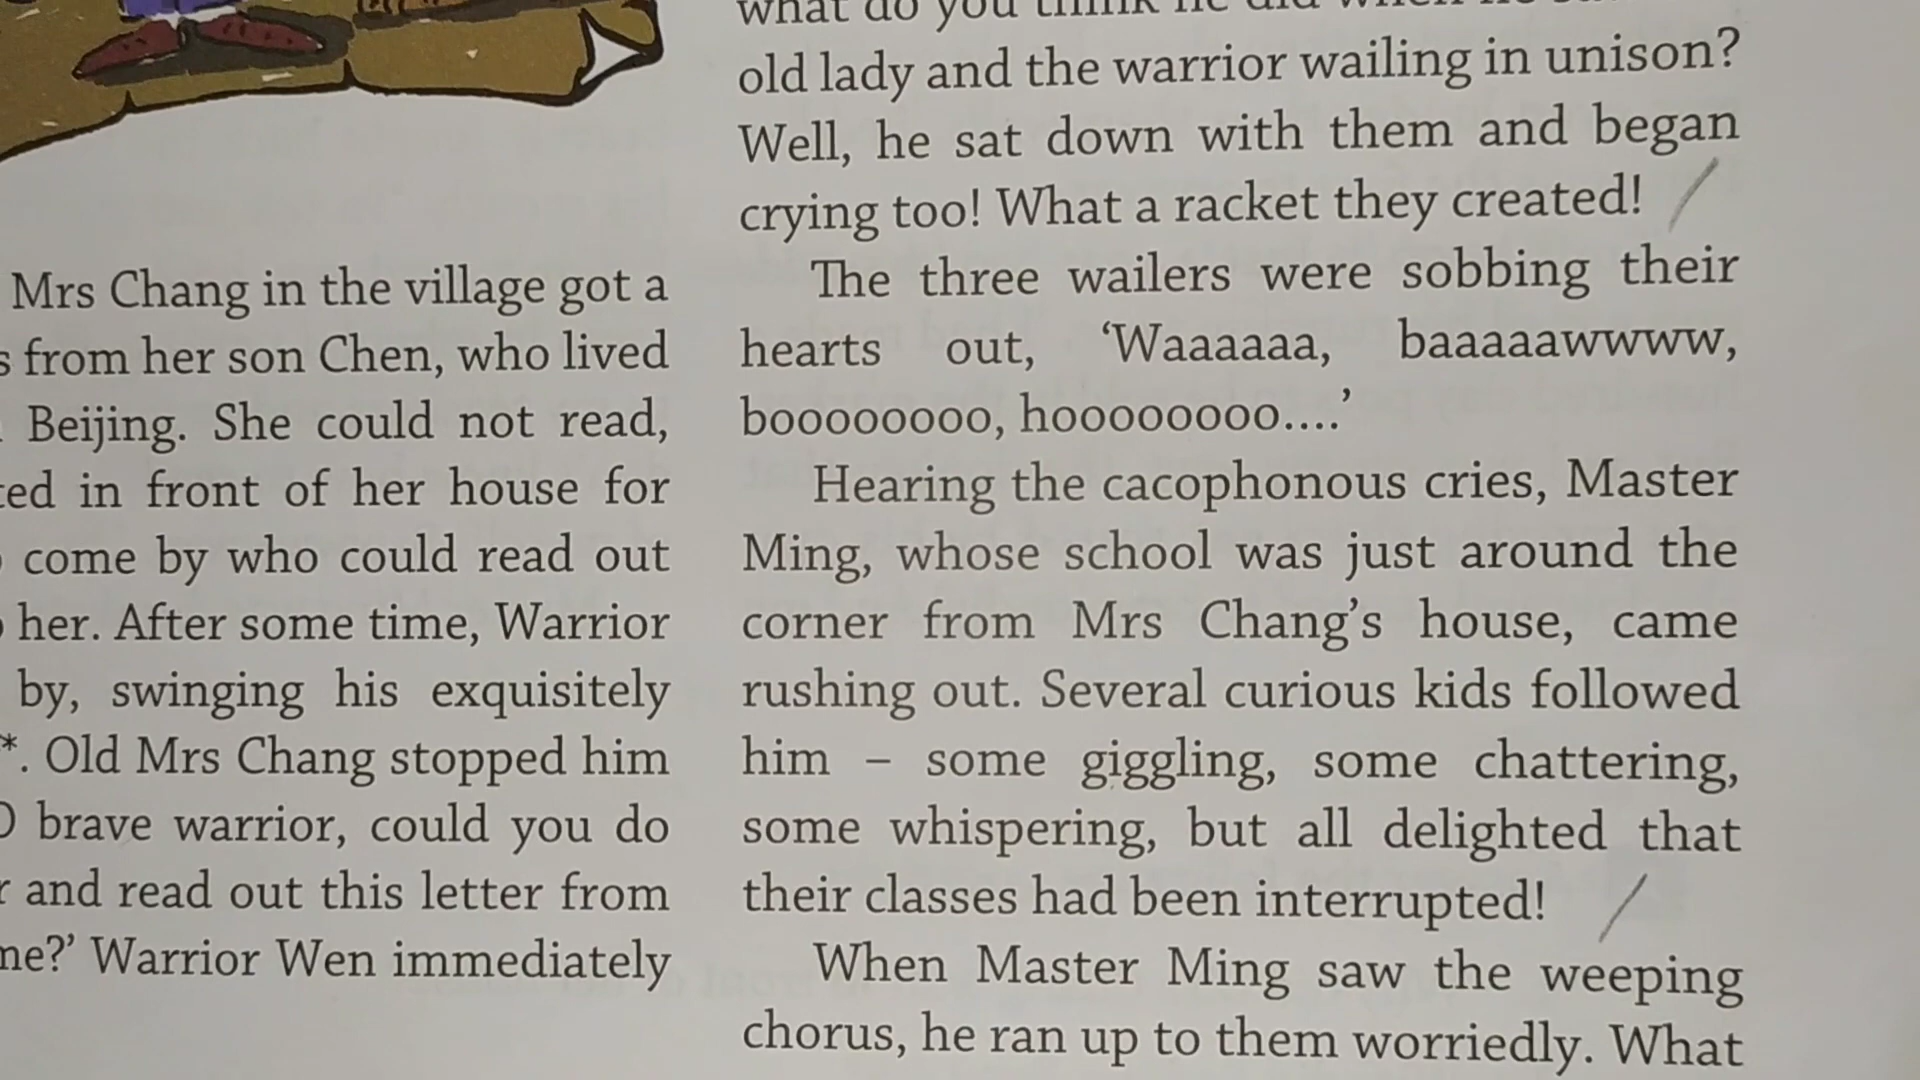 Mrs Chang in the village got a
from her son Chen, who lived
Beijing. She could not read,
in front of her house for
come by who could read out
her. After some time, Warrior
by, swinging his exquisitely
*. Old Mrs Chang stopped him
brave warrior, could you do
and read out this letter from
Warrior Wen immediately
what do you think he did when he
old lady and the warrior wailing in unison?
Well, he sat down with them and began
crying too! What a racket they created!
The three wailers were sobbing their
hearts out, ‘Waaaaaa, baaaaawwww,
boooooooo, hoooooooo....’
Hearing the cacophonous cries, Master
Ming, whose school was just around the
corner from Mrs Chang’s house, came
rushing out. Several curious kids followed
him – some giggling, some chattering,
some whispering, but all delighted that
their classes had been interrupted!
When Master Ming saw the weeping
chorus, he ran up to them worriedly. What